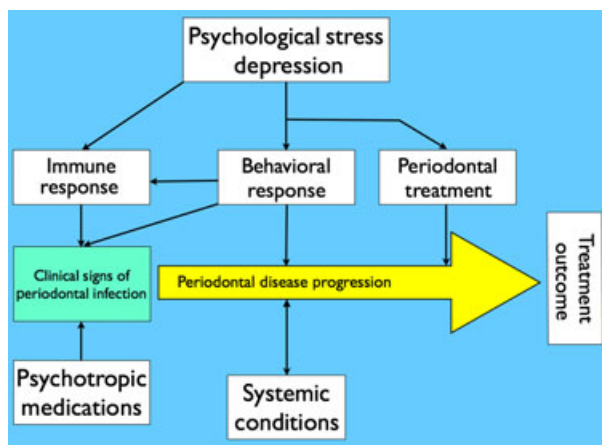 Psychological stress
depression
Immune
response
Behavioral
response
Periodontal
treatment
Clinical signs of
periodontal infection
Periodontal disease progression
Treatment
outcome
Psychotropic
medications
Systemic
conditions